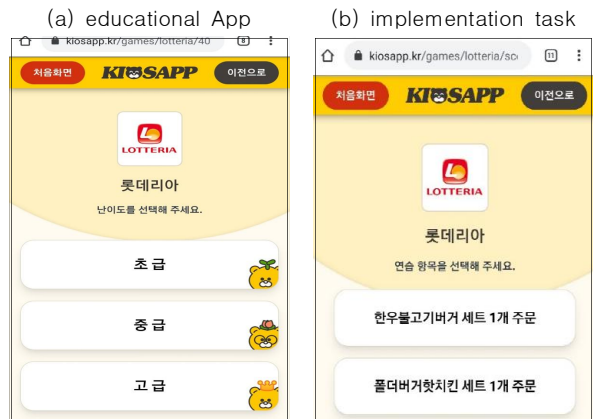 (a) educational App
kiosapp.kr/games/lotteria/40
8
처음화면
KIOSAPP
이전으로
LOTTERIA
롯데리아
난이도를 선택해 주세요.
초급
중급
고급
(b) implementation task
kiosapp.kr/games/lotteria/sc
11
처음화면
KIOSAPP
이전으로
LOTTERIA
롯데리아
연습 항목을 선택해 주세요.
한우불고기버거 세트 1개 주문
폴더버거핫치킨 세트 1개 주문